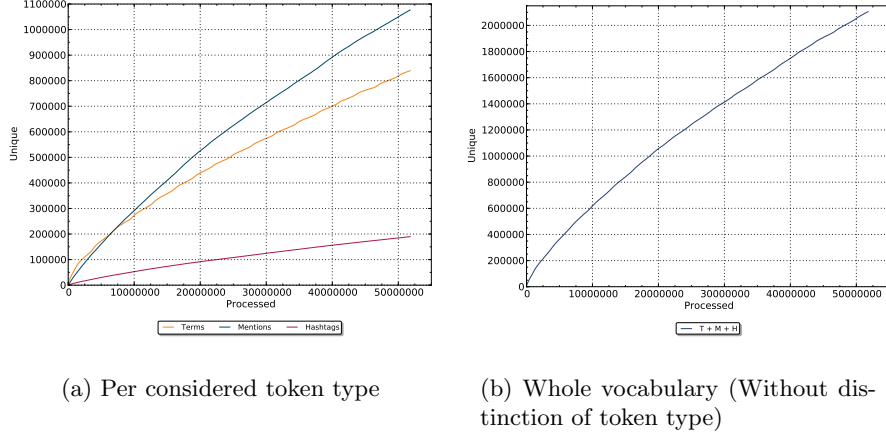 1100000
1000000
900000
800000
700000
600000
500000
400000
300000
200000
100000
0
Unique
0 10000000 20000000 30000000 40000000 50000000
Processed
Terms Mentions Hashtags
(a) Per considered token type
2000000
1800000
1600000
1400000
1200000
1000000
800000
600000
400000
200000
0
Unique
0 10000000 20000000 30000000 40000000 50000000
Processed
T + M + H
(b) Whole vocabulary (Without dis-
tinction of token type)